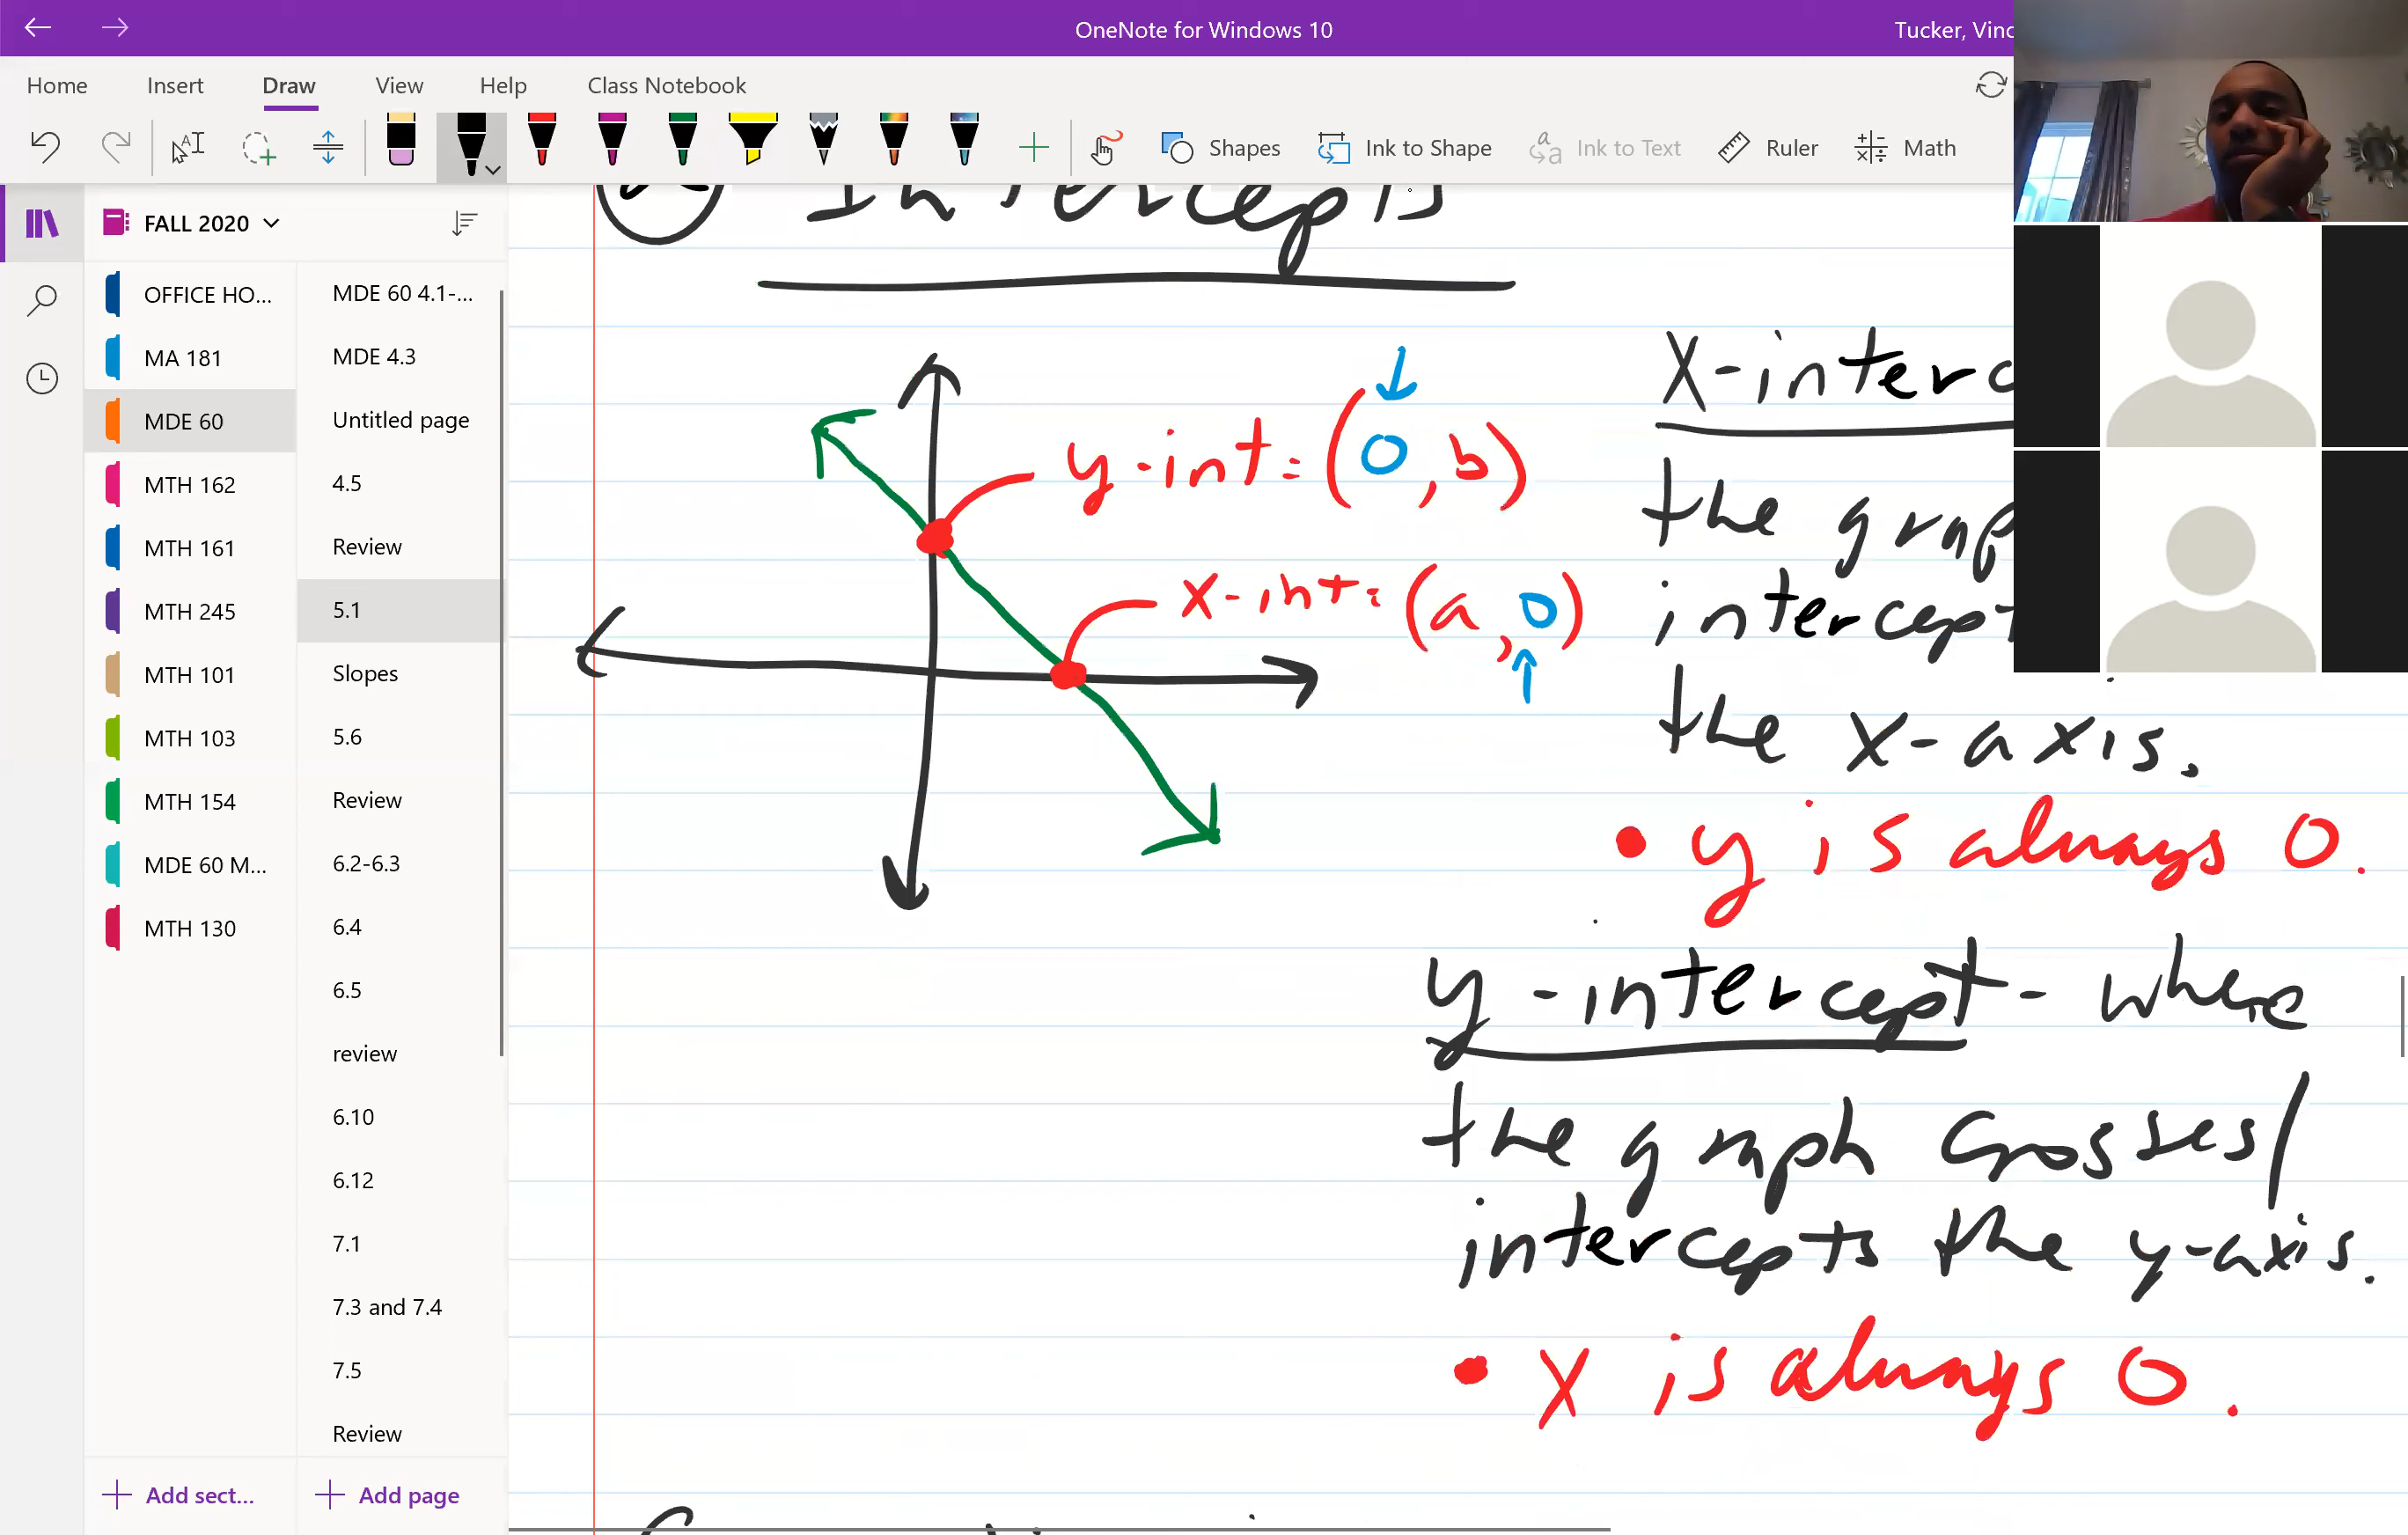 OneNote for Windows 10
Tucker, Vinc
Home Insert Draw View Help Class Notebook
Shapes Ink to Shape Ink to Text Ruler Math
FALL 2020
OFFICE HO...
MA 181
MDE 60
MTH 162
MTH 161
MTH 245
MTH 101
MTH 103
MTH 154
MDE 60 M...
MTH 130
Add sect...
MDE 60 4.1-...
MDE 4.3
Untitled page
4.5
Review
5.1
Slopes
5.6
Review
6.2-6.3
6.4
6.5
review
6.10
6.12
7.1
7.3 and 7.4
7.5
Review
Add page
Intercepts
y-int = (0, b)
x-int = (a, 0)
X-interc
the grap
intercept
the x-axis.
• y is always 0.
y-intercept - where
the graph crosses/
intercepts the y-axis.
• X is always 0.